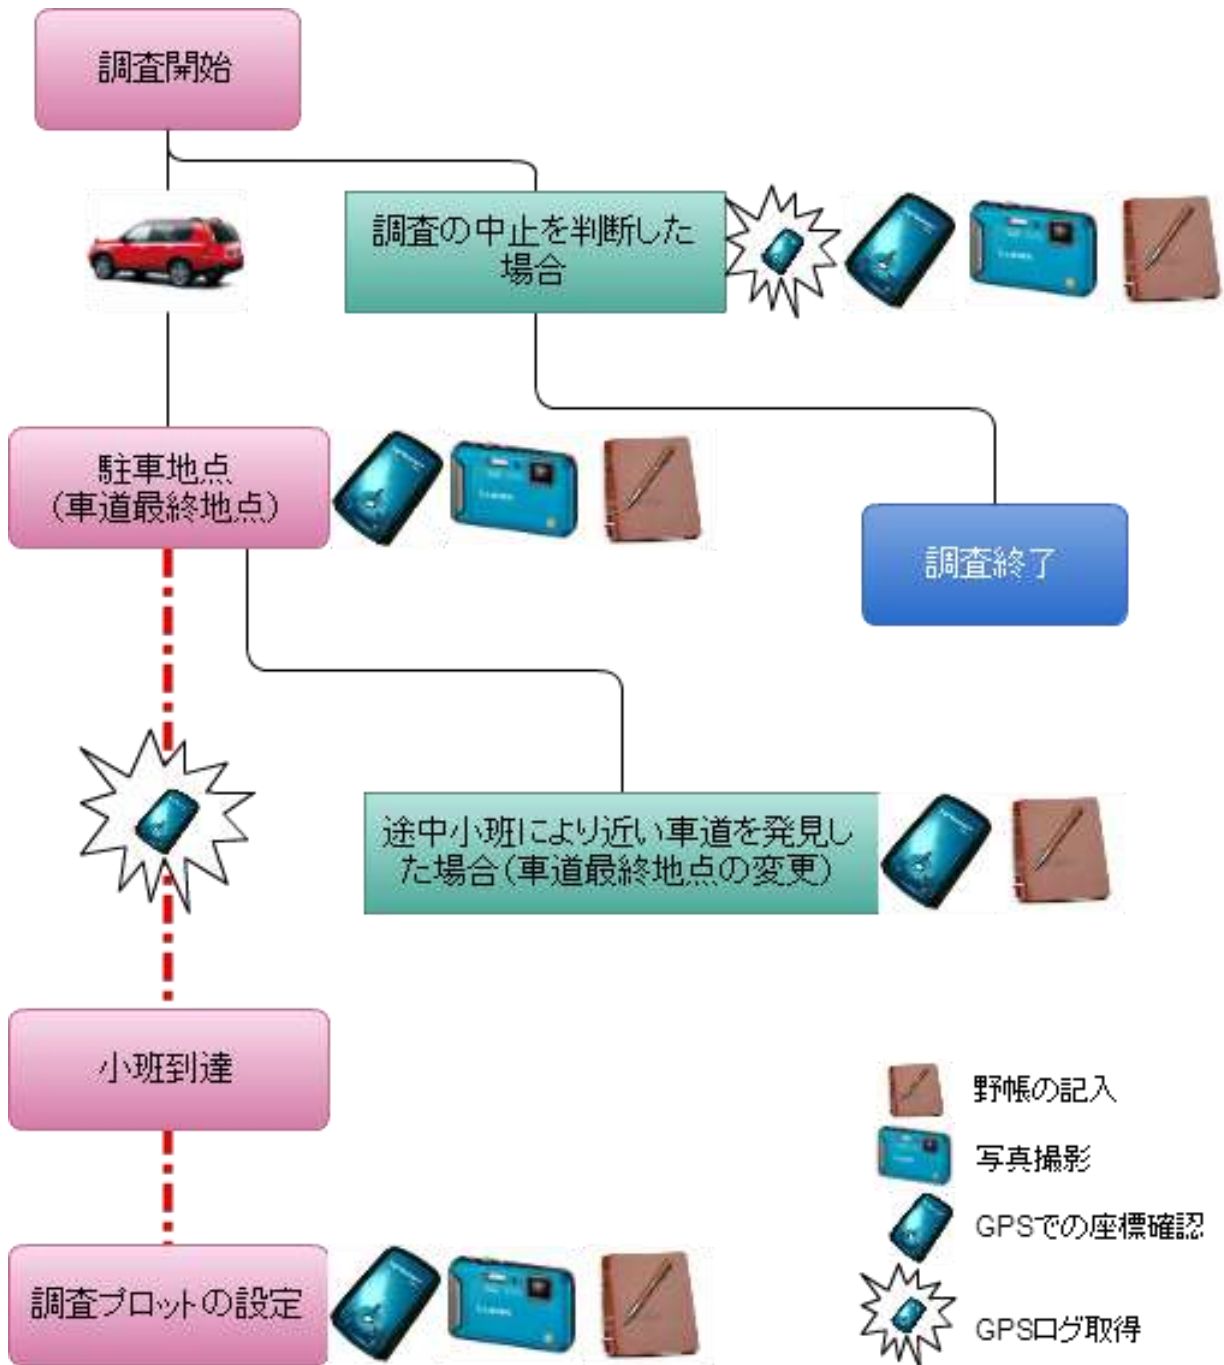 調査開始
調査の中止を判断した
場合
駐車地点
(車道最終地点)
調査終了
途中小班により近い車道を発見し
た場合(車道最終地点の変更)
小班到達
調査プロットの設定
野帳の記入
写真撮影
GPSでの座標確認
GPSログ取得